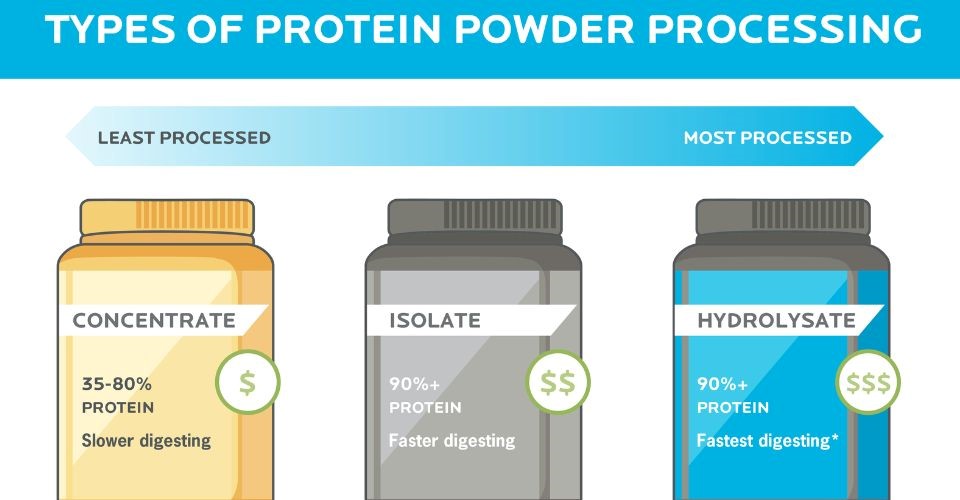 TYPES OF PROTEIN POWDER PROCESSING
LEAST PROCESSED
MOST PROCESSED
CONCENTRATE
35-80%
PROTEIN
Slower digesting
$
ISOLATE
90%+
PROTEIN
Faster digesting
$$
HYDROLYSATE
90%+
PROTEIN
Fastest digesting*
$$$